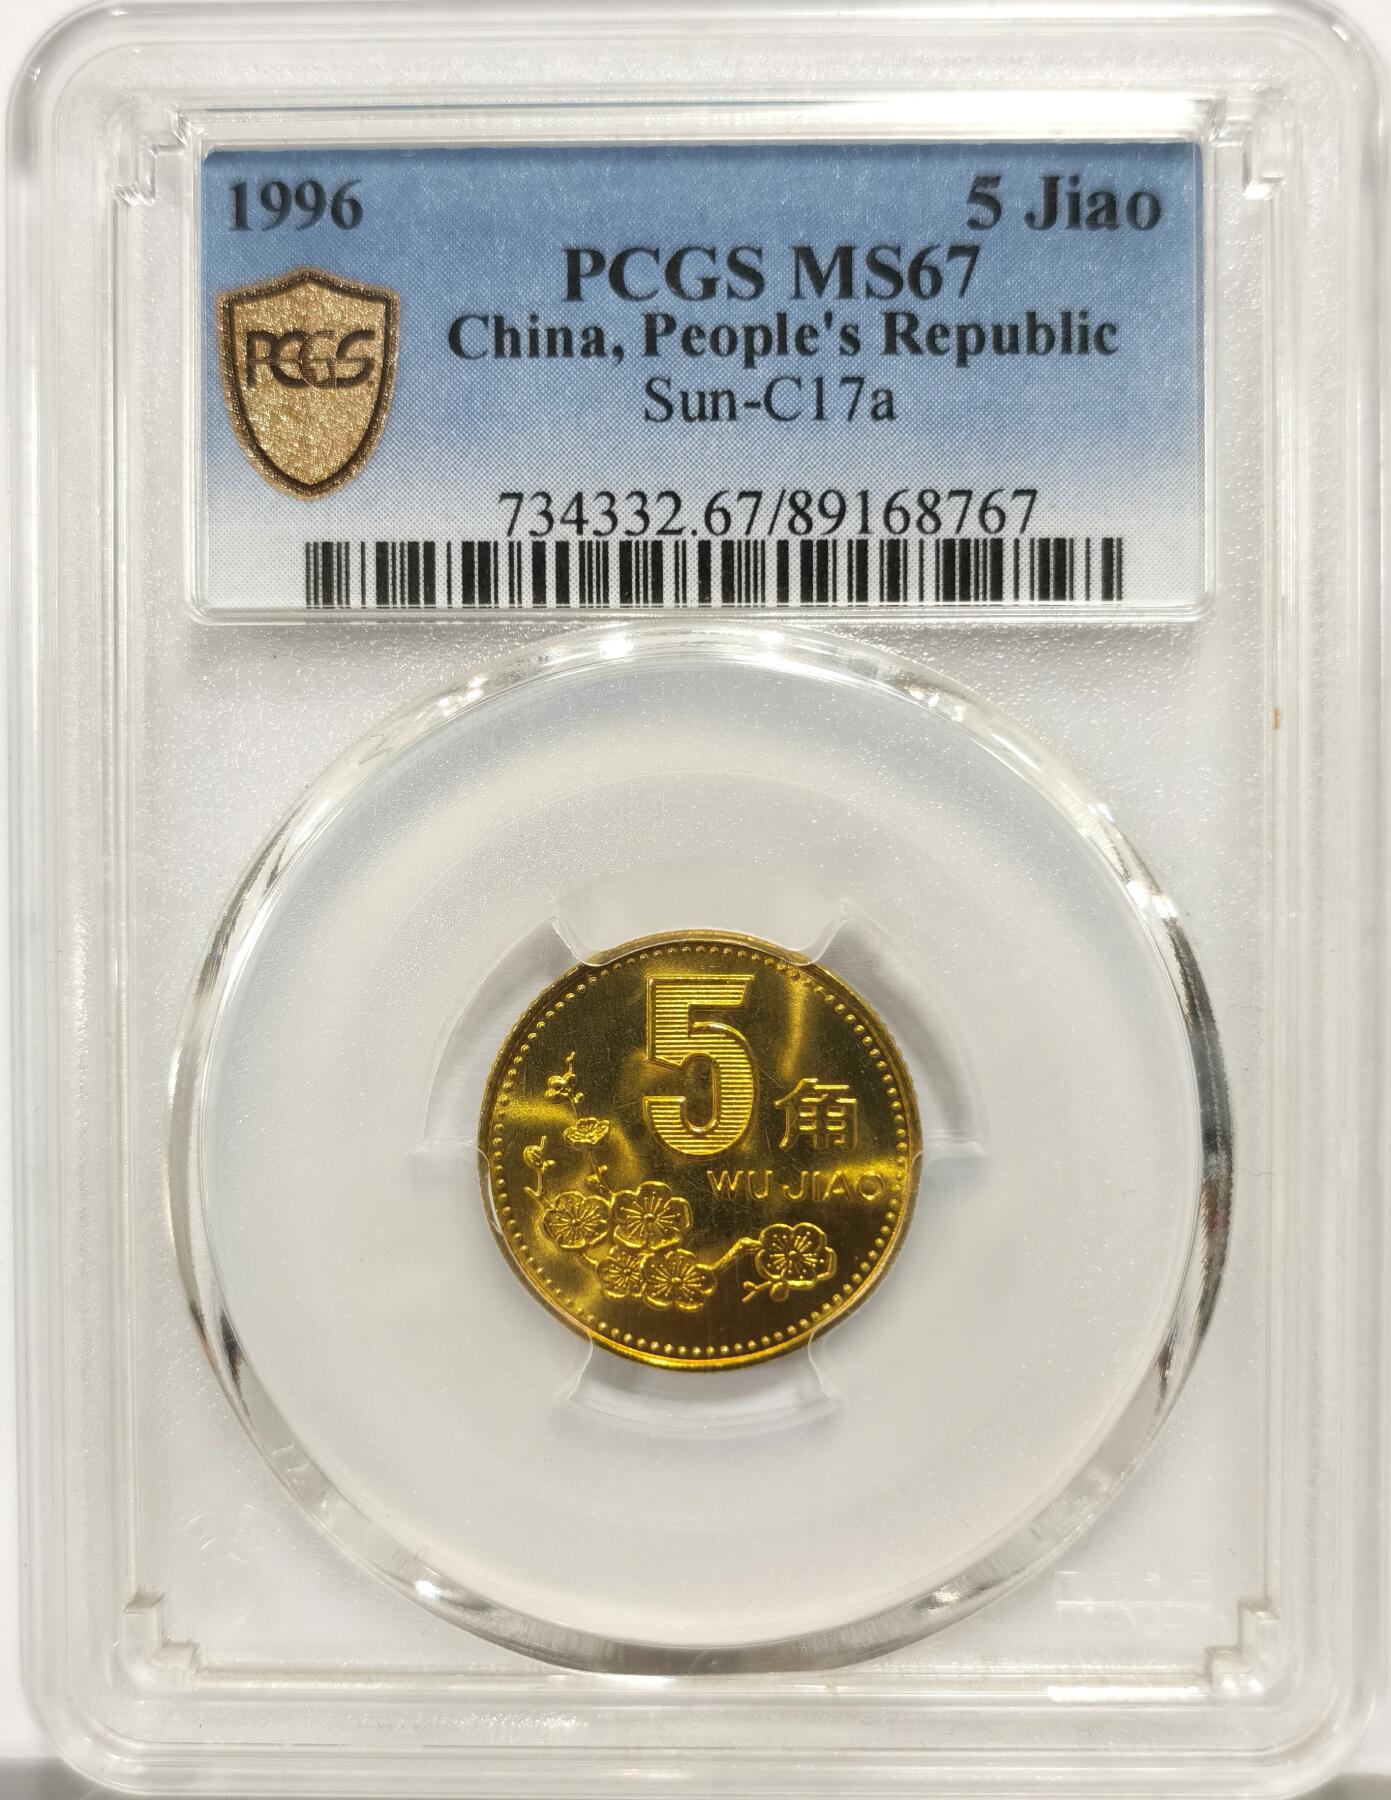 1996
5 Jiao
PCGS MS67
China, People's Republic
Sun-C17a
PCGS
734332.67/89168767
5
角
WU JIAO